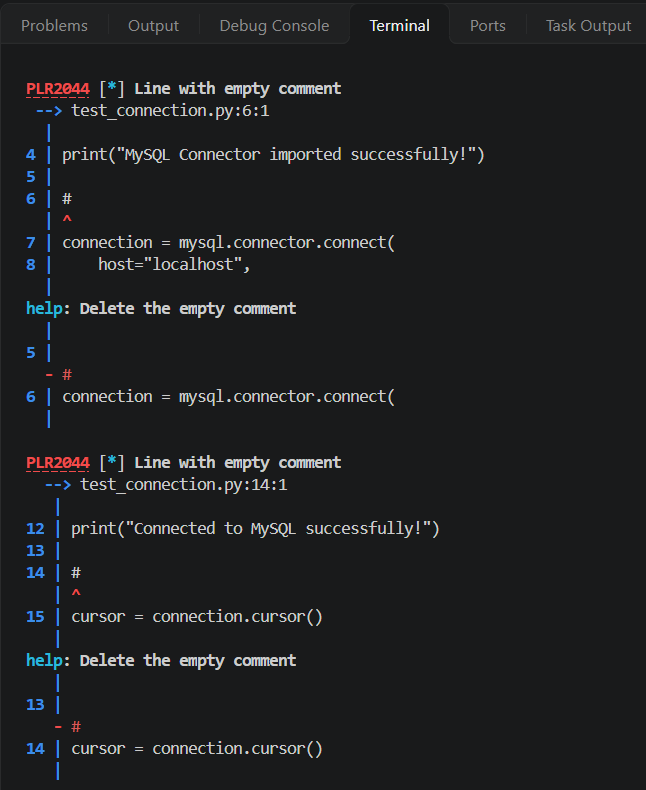 Problems Output Debug Console Terminal Ports Task Output
PLR2044 [*] Line with empty comment
 --> test_connection.py:6:1
  |
4 | print("MySQL Connector imported successfully!")
5 |
6 | #
  | ^
7 | connection = mysql.connector.connect(
8 |     host="localhost",
  |
help: Delete the empty comment
  |
5 |
  - #
6 | connection = mysql.connector.connect(
  |
PLR2044 [*] Line with empty comment
  --> test_connection.py:14:1
   |
12 | print("Connected to MySQL successfully!")
13 |
14 | #
   | ^
15 | cursor = connection.cursor()
   |
help: Delete the empty comment
   |
13 |
   - #
14 | cursor = connection.cursor()
   |